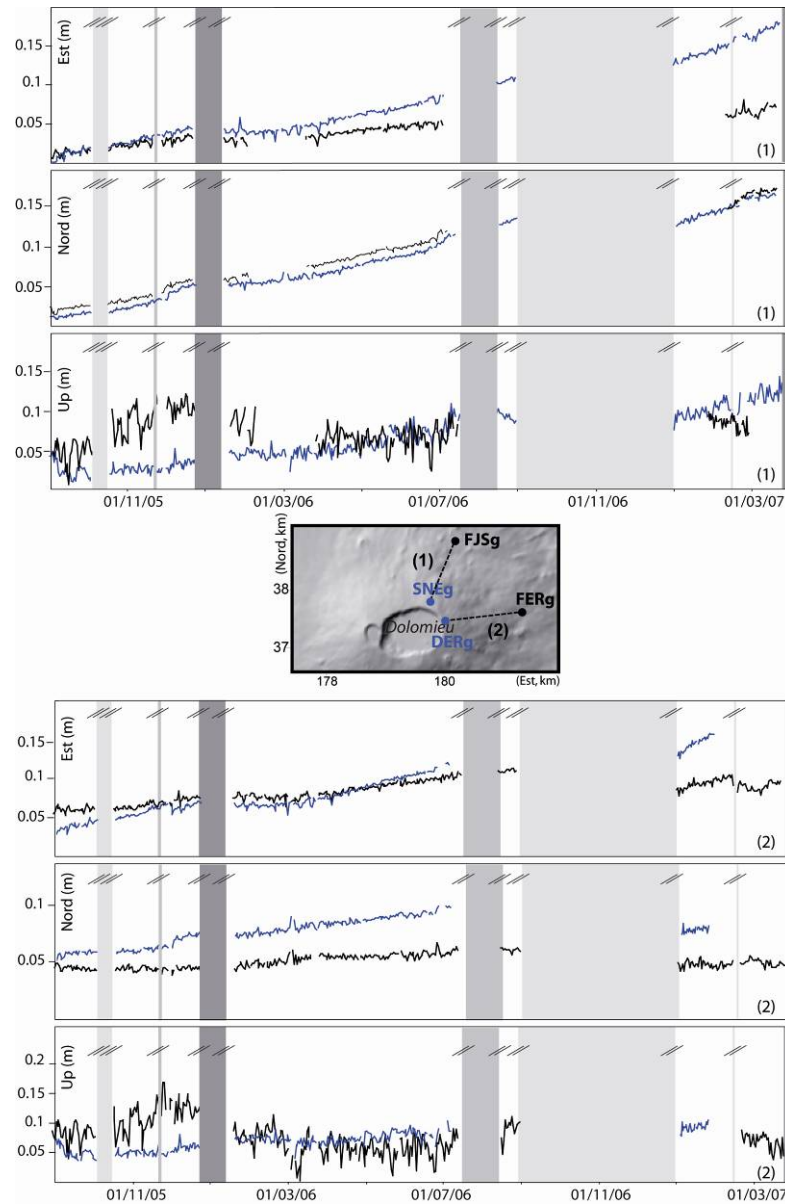 Est (m)
0.15
0.1
0.05
(1)
Nord (m)
0.15
0.1
0.05
(1)
Up (m)
0.15
0.1
0.05
(1)
01/11/05 01/03/06 01/07/06 01/11/06 01/03/07
(Nord, km)
38
37
FJSg
(1)
SNEg
FERg
Dolomieu
(2)
DERg
178 180 (Est, km)
Est (m)
0.15
0.1
0.05
(2)
Nord (m)
0.1
0.05
(2)
Up (m)
0.2
0.15
0.1
0.05
(2)
01/11/05 01/03/06 01/07/06 01/11/06 01/03/07